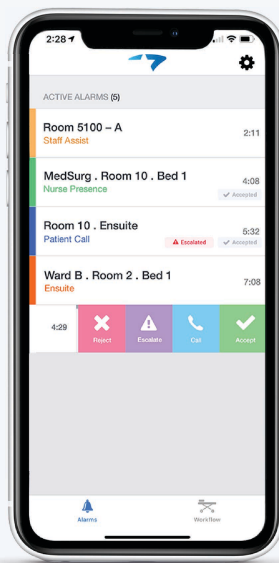 2:28
ACTIVE ALARMS (5)
Room 5100 – A
Staff Assist
2:11
MedSurg . Room 10 . Bed 1
Nurse Presence
4:08
Accepted
Room 10 . Ensuite
Patient Call
5:32
Escalated
Accepted
Ward B . Room 2 . Bed 1
Ensuite
7:08
4:29
Reject
Escalate
Call
Accept
Alarms
Workflow